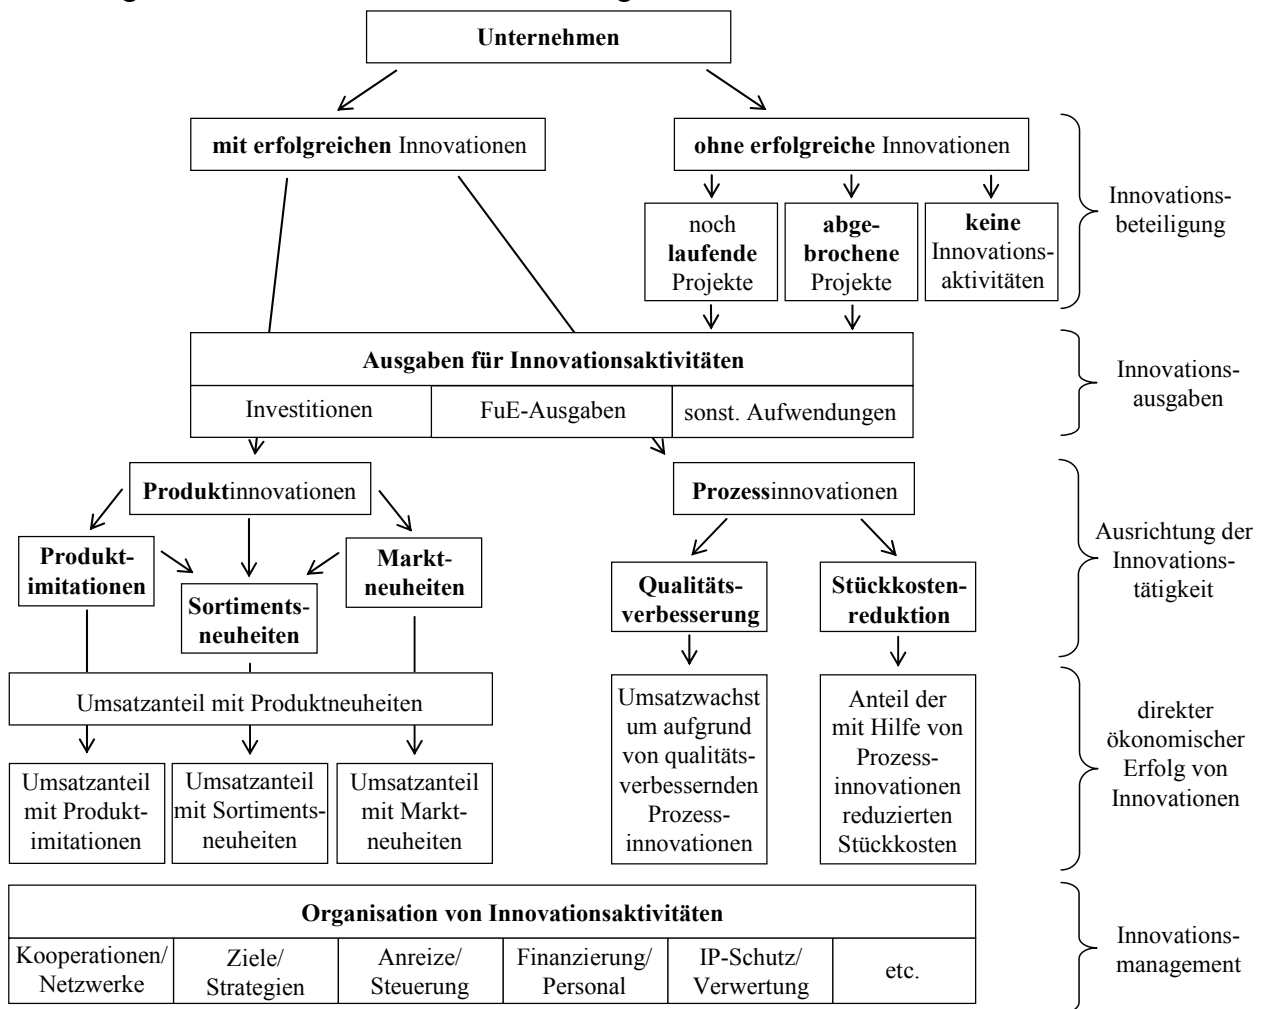 Unternehmen
mit erfolgreichen Innovationen
ohne erfolgreiche Innovationen
noch
laufende
Projekte
abge-
brochene
Projekte
keine
Innovations-
aktivitäten
Innovations-
beteiligung
Ausgaben für Innovationsaktivitäten
Investitionen
FuE-Ausgaben
sonst. Aufwendungen
Innovations-
ausgaben
Produktinnovationen
Prozessinnovationen
Produkt-
imitationen
Sortiments-
neuheiten
Markt-
neuheiten
Qualitäts-
verbesserung
Stückkosten-
reduktion
Ausrichtung der
Innovations-
tätigkeit
Umsatzanteil mit Produktneuheiten
Umsatzanteil
mit Produkt-
imitationen
Umsatzanteil
mit Sortiments-
neuheiten
Umsatzanteil
mit Markt-
neuheiten
Umsatzwachst
um aufgrund
von qualitäts-
verbessernden
Prozess-
innovationen
Anteil der
mit Hilfe von
Prozess-
innovationen
reduzierten
Stückkosten
direkter
ökonomischer
Erfolg von
Innovationen
Organisation von Innovationsaktivitäten
Kooperationen/
Netzwerke
Ziele/
Strategien
Anreize/
Steuerung
Finanzierung/
Personal
IP-Schutz/
Verwertung
etc.
Innovations-
management